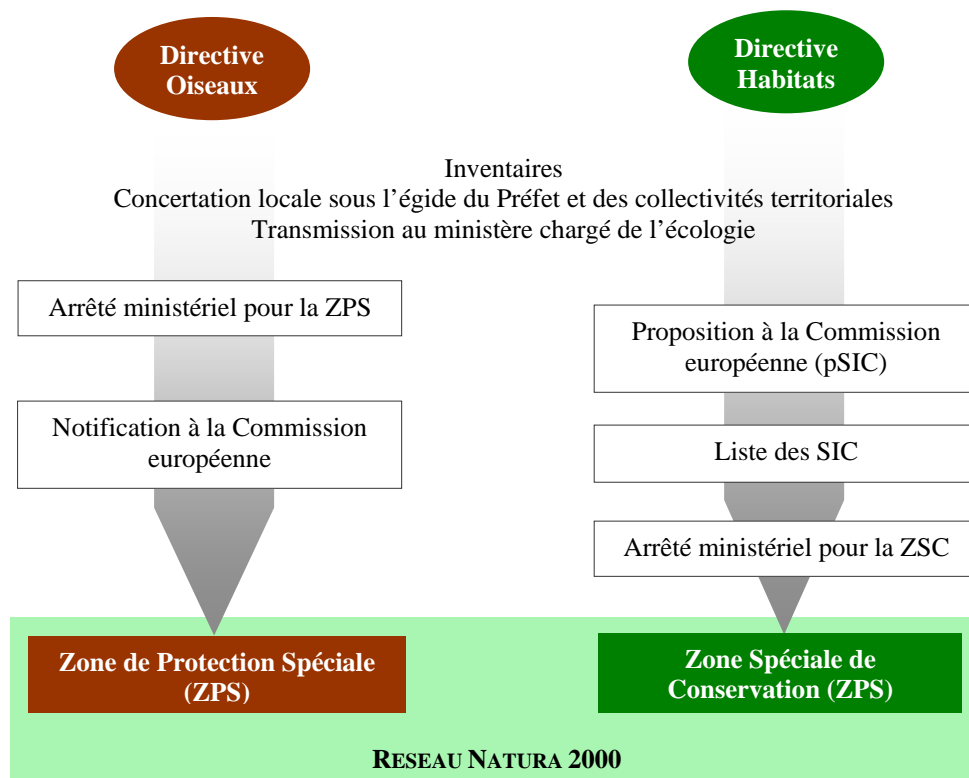 Directive
Oiseaux
Directive
Habitats
Inventaires
Concertation locale sous l'égide du Préfet et des collectivités territoriales
Transmission au ministère chargé de l'écologie
Arrêté ministériel pour la ZPS
Notification à la Commission
européenne
Proposition à la Commission
européenne (pSIC)
Liste des SIC
Arrêté ministériel pour la ZSC
Zone de Protection Spéciale
(ZPS)
Zone Spéciale de
Conservation (ZPS)
RESEAU NATURA 2000